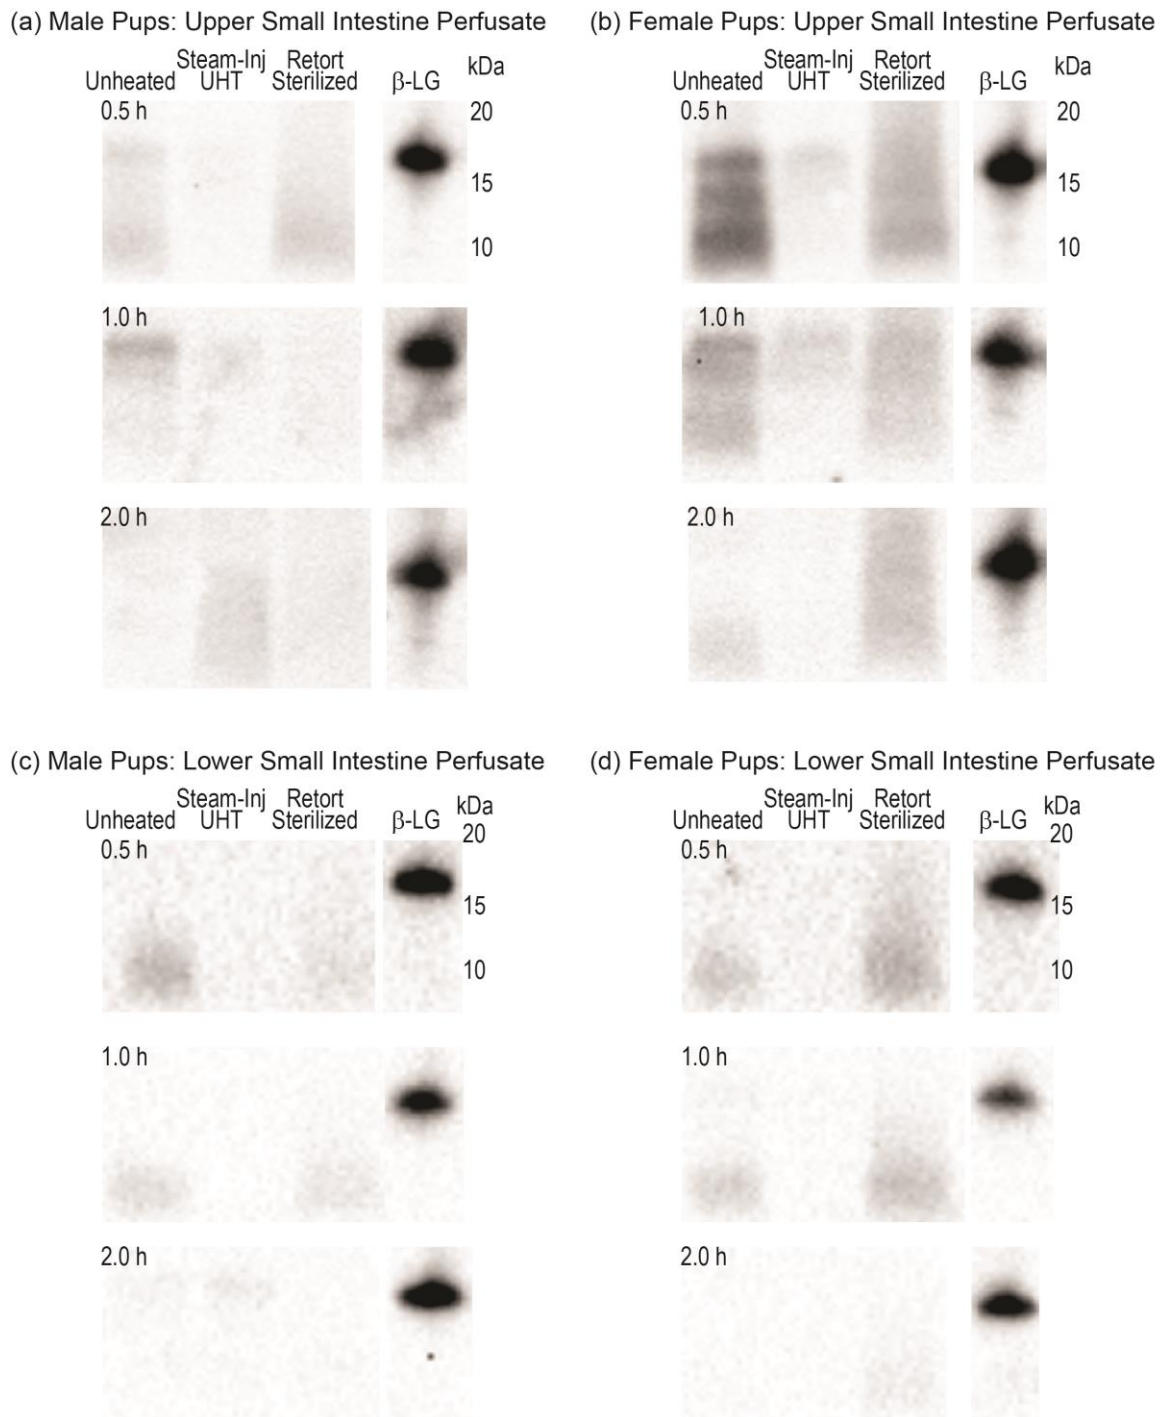 (a) Male Pups: Upper Small Intestine Perfusate
Unheated Steam-Inj UHT Retort Sterilized β-LG kDa
0.5 h
20
15
10
1.0 h
2.0 h
(b) Female Pups: Upper Small Intestine Perfusate
Unheated Steam-Inj UHT Retort Sterilized β-LG kDa
0.5 h
20
15
10
1.0 h
2.0 h
(c) Male Pups: Lower Small Intestine Perfusate
Unheated Steam-Inj UHT Retort Sterilized β-LG kDa
20
0.5 h
15
10
1.0 h
2.0 h
(d) Female Pups: Lower Small Intestine Perfusate
Unheated Steam-Inj UHT Retort Sterilized β-LG kDa
20
0.5 h
15
10
1.0 h
2.0 h